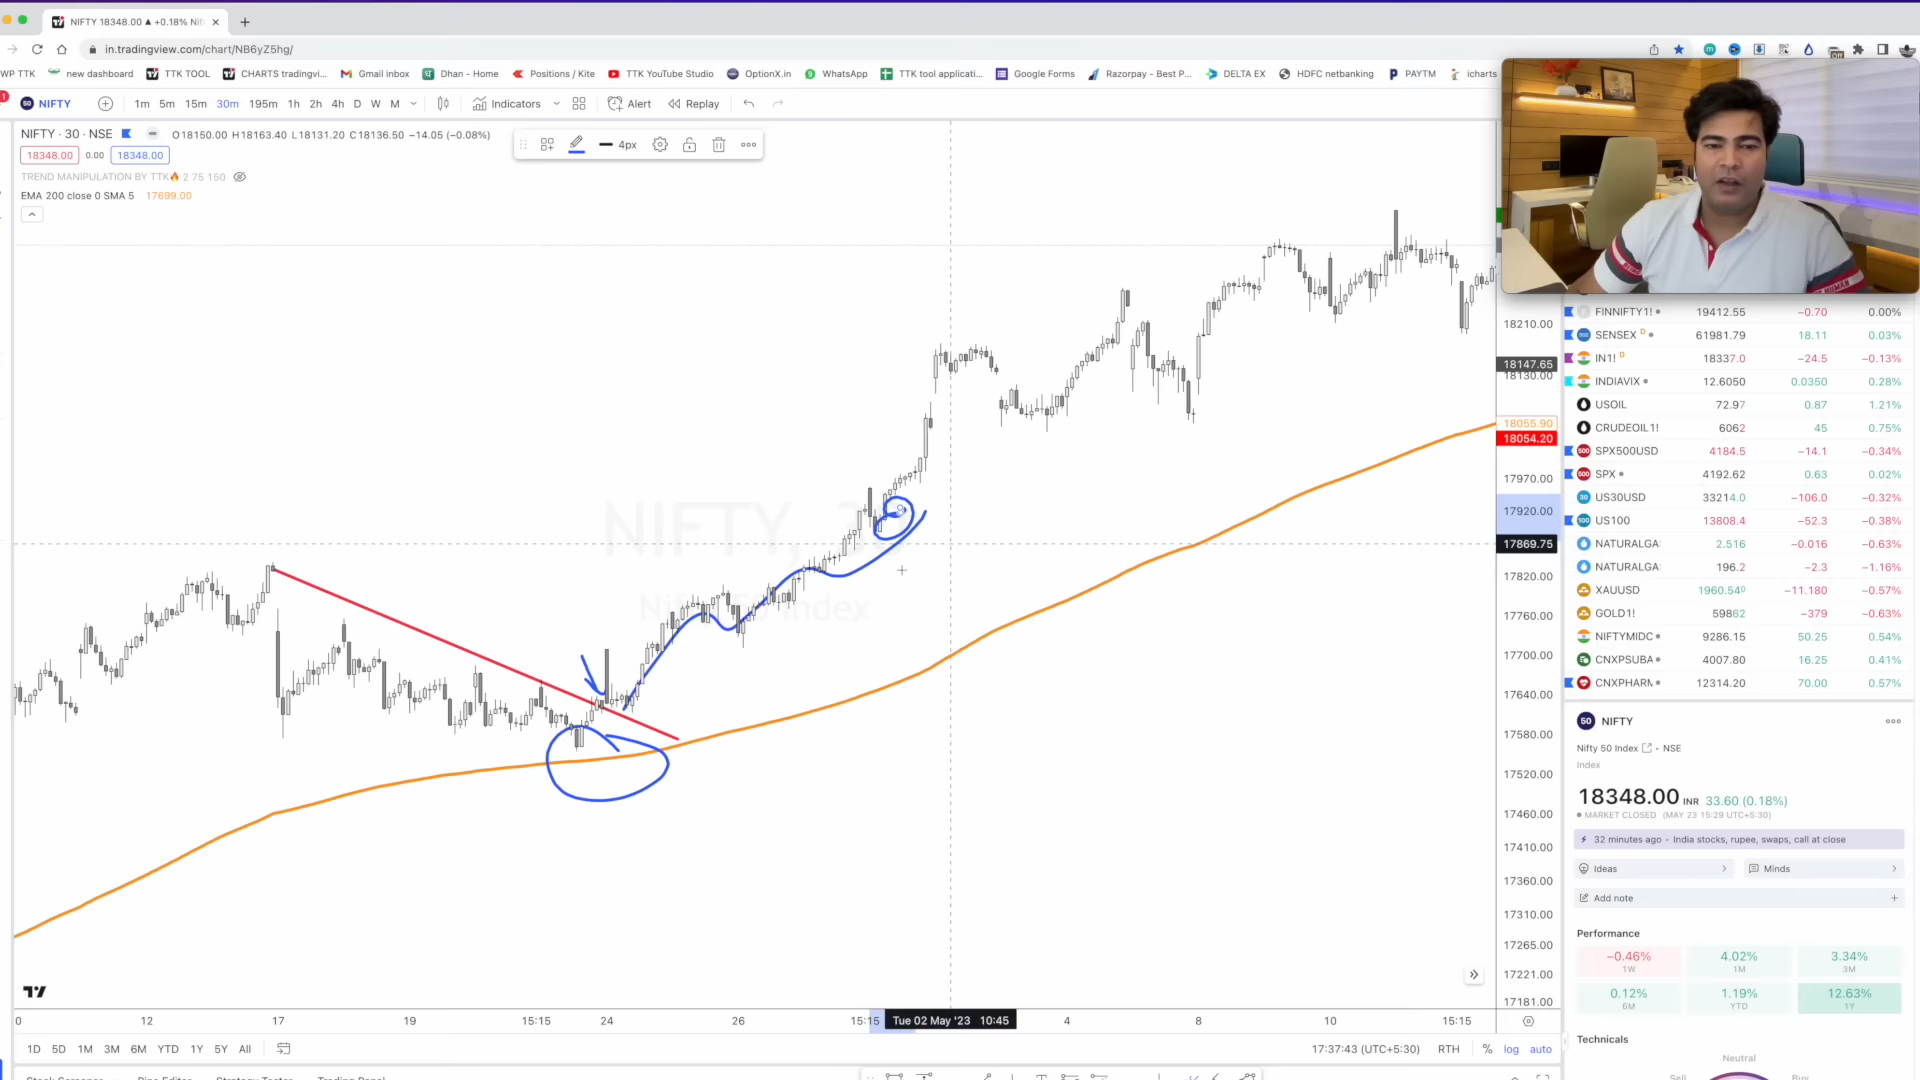 NIFTY 18348.00 ▲ +0.18% Nif
in.tradingview.com/chart/NB6yZ5hg/
WP TTK new dashboard TTK TOOL CHARTS tradingvi... Gmail inbox Dhan - Home Positions / Kite TTK YouTube Studio OptionX.in WhatsApp TTK tool applicati... Google Forms Razorpay - Best P... DELTA EX HDFC netbanking PAYTM icharts
NIFTY 1m 5m 15m 30m 195m 1h 2h 4h D W M Indicators Alert Replay
NIFTY · 30 · NSE O18150.00 H18163.40 L18131.20 C18136.50 −14.05 (−0.08%)
4px
18348.00 0.00 18348.00
TREND MANIPULATION BY TTK🔥 2 75 150
EMA 200 close 0 SMA 5 17699.00
NIFTY, 30
Nifty 50 Index
18210.00
18147.65
18130.00
18055.90
18054.20
17970.00
17920.00
17869.75
17820.00
17760.00
17700.00
17640.00
17580.00
17520.00
17460.00
17410.00
17360.00
17310.00
17265.00
17221.00
17181.00
FINNIFTY1! 19412.55 −0.70 0.00%
SENSEX D 61981.79 18.11 0.03%
IN1! D 18337.0 −24.5 −0.13%
INDIAVIX 12.6050 0.0350 0.28%
USOIL 72.97 0.87 1.21%
CRUDEOIL1! 6062 45 0.75%
SPX500USD 4184.5 −14.1 −0.34%
SPX 4192.62 0.63 0.02%
US30USD 33214.0 −106.0 −0.32%
US100 13808.4 −52.3 −0.38%
NATURALGA 2.516 −0.016 −0.63%
NATURALGA 196.2 −2.3 −1.16%
XAUUSD 1960.540 −11.180 −0.57%
GOLD1! 59862 −379 −0.63%
NIFTYMIDC 9286.15 50.25 0.54%
CNXPSUBA 4007.80 16.25 0.41%
CNXPHARM 12314.20 70.00 0.57%
50 NIFTY
Nifty 50 Index · NSE
Index
18348.00 INR 33.60 (0.18%)
MARKET CLOSED (MAY 23 15:29 UTC+5:30)
32 minutes ago · India stocks, rupee, swaps, call at close
Ideas Minds
Add note
Performance
−0.46% 4.02% 3.34%
1W 1M 3M
0.12% 1.19% 12.63%
6M YTD 1Y
Technicals
Neutral
Sell Buy
0 12 17 19 15:15 24 26 15:15 Tue 02 May '23 10:45 4 8 10 15:15
1D 5D 1M 3M 6M YTD 1Y 5Y All 17:37:43 (UTC+5:30) RTH % log auto
Stock Screener Pine Editor Strategy Tester Trading Panel